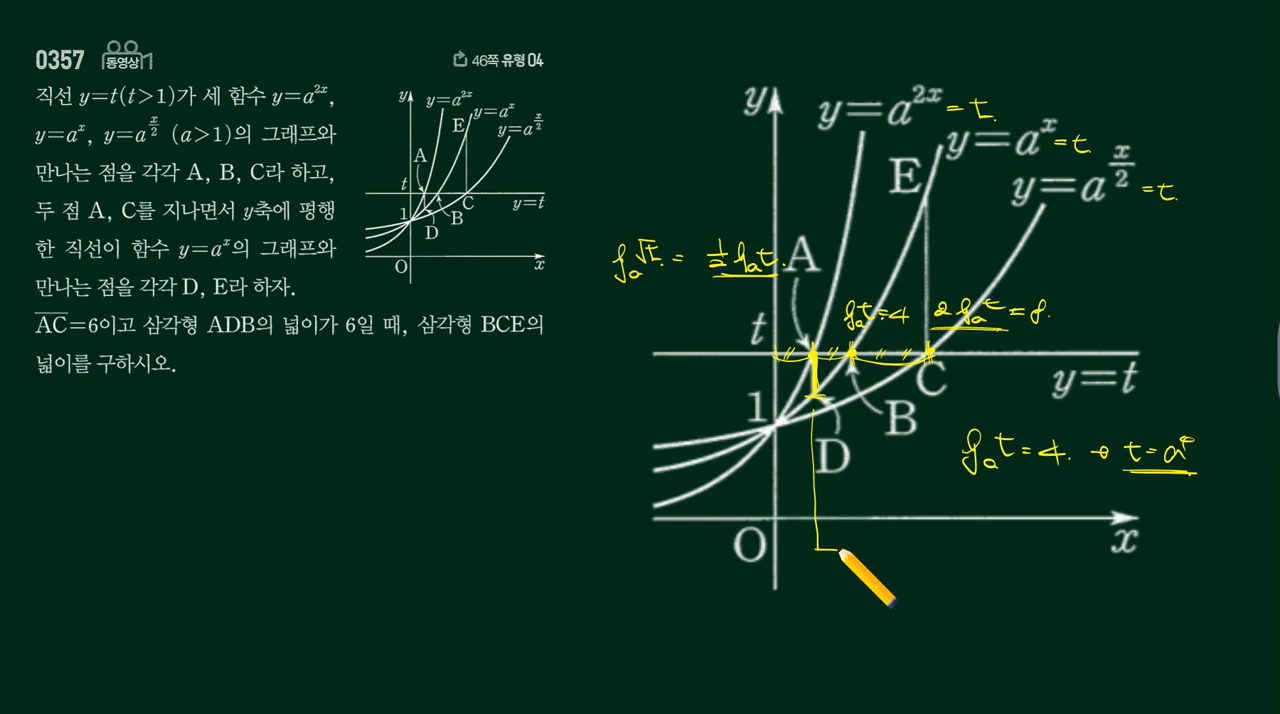 0357 동영상
46쪽 유형 04
직선 y=t(t>1)가 세 함수 y=a^{2x},
y=a^x, y=a^{x/2} (a>1)의 그래프와
만나는 점을 각각 A, B, C라 하고,
두 점 A, C를 지나면서 y축에 평행
한 직선이 함수 y=a^x의 그래프와
만나는 점을 각각 D, E라 하자.
AC=6이고 삼각형 ADB의 넓이가 6일 때, 삼각형 BCE의
넓이를 구하시오.
y y=a^{2x}
y=a^x
E y=a^{x/2}
A
t
C y=t
1 B
D
O x
y y=a^{2x} =t.
y=a^x =t.
E y=a^{x/2} =t.
log_a √t = 1/2 log_a t. A
t log_a t=4 2log_a t=8.
C y=t
1 B
D log_a t=4. → t=a^4
O x